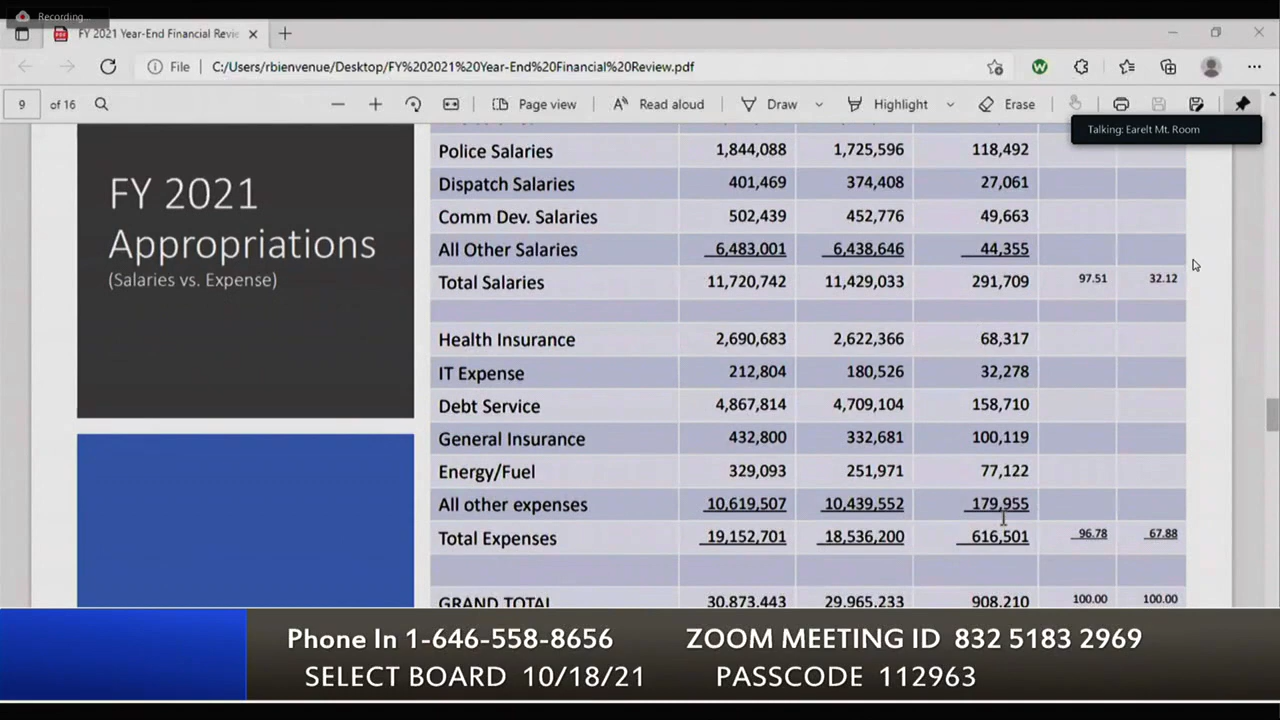 Recording...
FY 2021 Year-End Financial Revie
File C:/Users/rbienvenue/Desktop/FY%202021%20Year-End%20Financial%20Review.pdf
9 of 16 Page view Read aloud Draw Highlight Erase
Talking: Earelt Mt. Room
FY 2021
Appropriations
(Salaries vs. Expense)
Police Salaries 1,844,088 1,725,596 118,492
Dispatch Salaries 401,469 374,408 27,061
Comm Dev. Salaries 502,439 452,776 49,663
All Other Salaries 6,483,001 6,438,646 44,355
Total Salaries 11,720,742 11,429,033 291,709 97.51 32.12
Health Insurance 2,690,683 2,622,366 68,317
IT Expense 212,804 180,526 32,278
Debt Service 4,867,814 4,709,104 158,710
General Insurance 432,800 332,681 100,119
Energy/Fuel 329,093 251,971 77,122
All other expenses 10,619,507 10,439,552 179,955
Total Expenses 19,152,701 18,536,200 616,501 96.78 67.88
GRAND TOTAL 30,873,443 29,965,233 908,210 100.00 100.00
Phone In 1-646-558-8656 ZOOM MEETING ID 832 5183 2969
SELECT BOARD 10/18/21 PASSCODE 112963